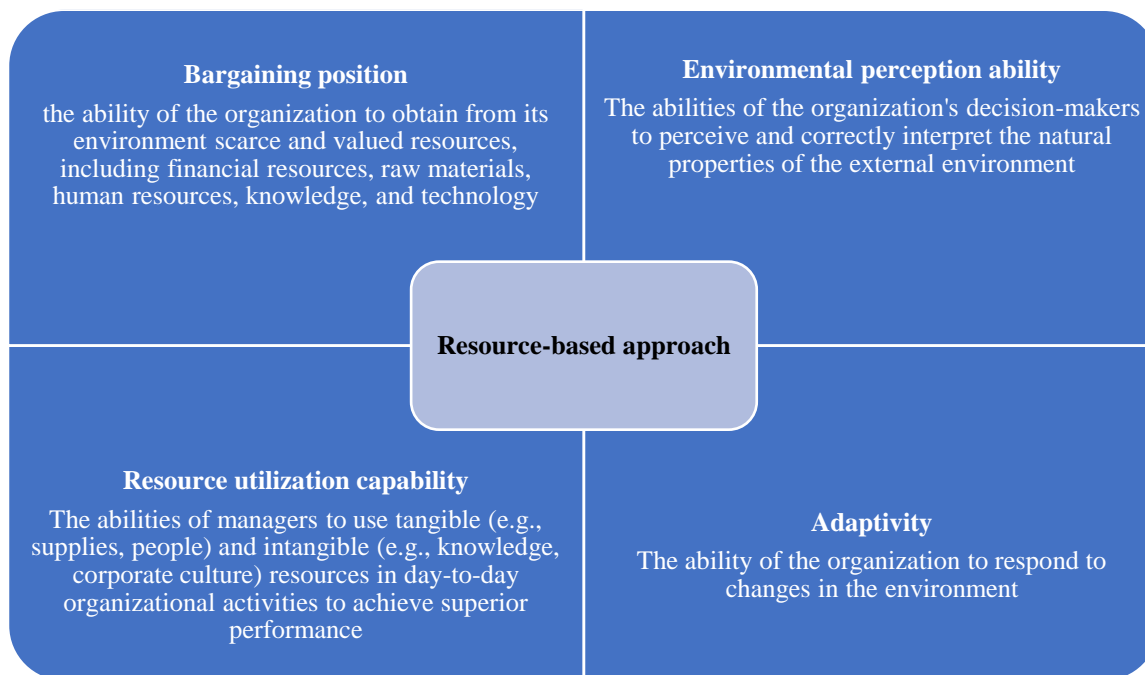 Bargaining position
the ability of the organization to obtain from its
environment scarce and valued resources,
including financial resources, raw materials,
human resources, knowledge, and technology
Environmental perception ability
The abilities of the organization's decision-makers
to perceive and correctly interpret the natural
properties of the external environment
Resource-based approach
Resource utilization capability
The abilities of managers to use tangible (e.g.,
supplies, people) and intangible (e.g., knowledge,
corporate culture) resources in day-to-day
organizational activities to achieve superior
performance
Adaptivity
The ability of the organization to respond to
changes in the environment